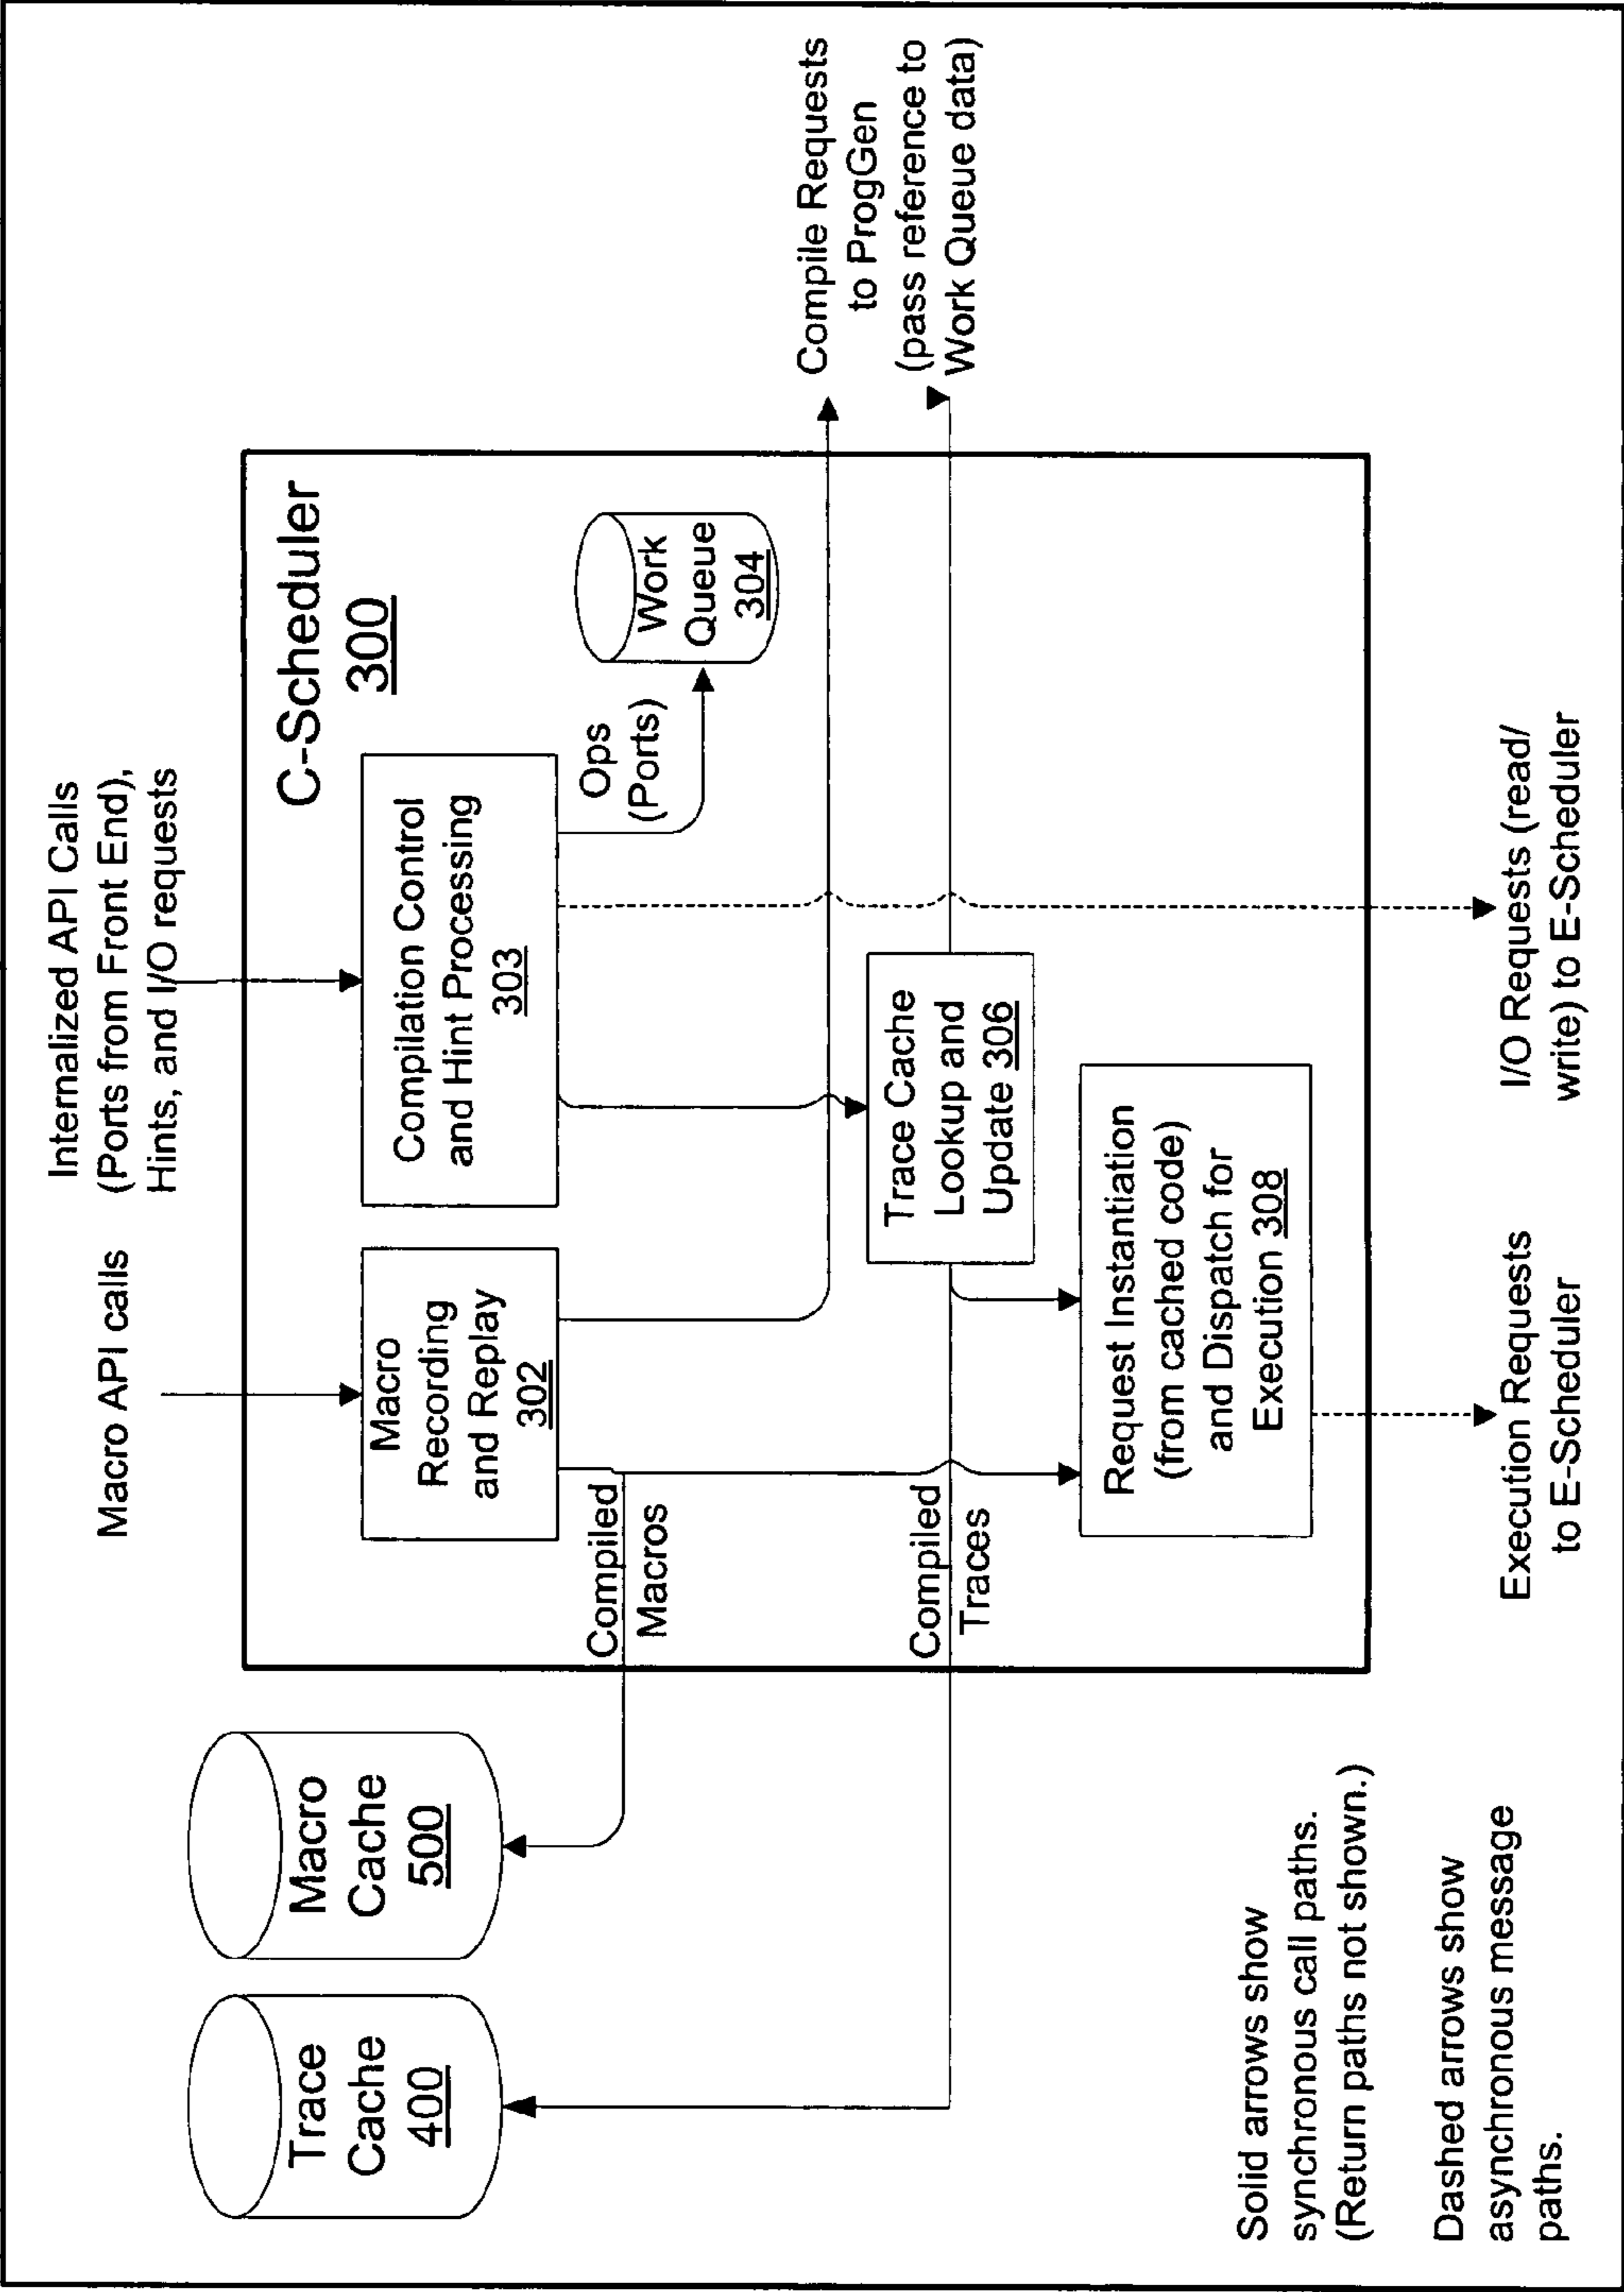 Macro API calls
Internalized API Calls
(Ports from Front End),
Hints, and I/O requests
C-Scheduler
300
Trace
Cache
400
Macro
Cache
500
Macro
Recording
and Replay
302
Compilation Control
and Hint Processing
303
Ops
(Ports)
Work
Queue
304
Compiled
Macros
Compile Requests
to ProgGen
(pass reference to
Work Queue data)
Trace Cache
Lookup and
Update 306
Compiled
Traces
Request Instantiation
(from cached code)
and Dispatch for
Execution 308
Solid arrows show
synchronous call paths.
(Return paths not shown.)
Dashed arrows show
asynchronous message
paths.
Execution Requests
to E-Scheduler
I/O Requests (read/
write) to E-Scheduler